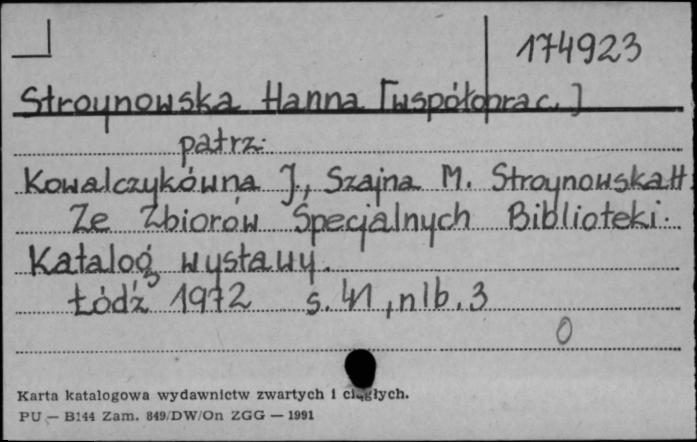 174923
Stroynowska Hanna [współoprac.]
patrz:
Kowalczykówna J., Szajna M. Stroynowska H.
Ze Zbiorów Specjalnych Biblioteki.
Katalog wystawy.
Łódź 1972 s. 41, nlb. 3
0
Karta katalogowa wydawnictw zwartych i ciągłych.
PU — B144 Zam. 849/DW/On ZGG — 1991